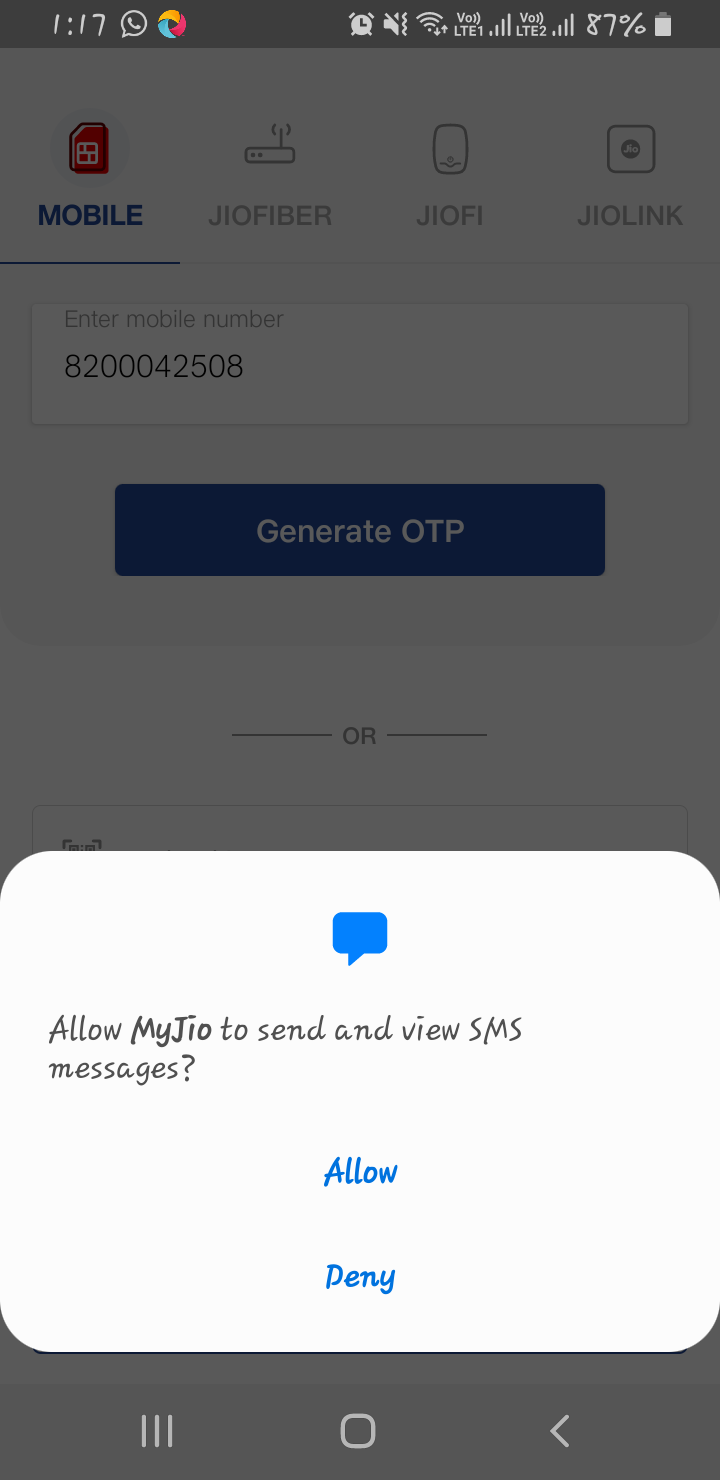 1:17 Vo) LTE1 Vo) LTE2 87%
MOBILE JIOFIBER JIOFI JIOLINK
Jio
Enter mobile number
8200042508
Generate OTP
OR
Allow MyJio to send and view SMS
messages?
Allow
Deny